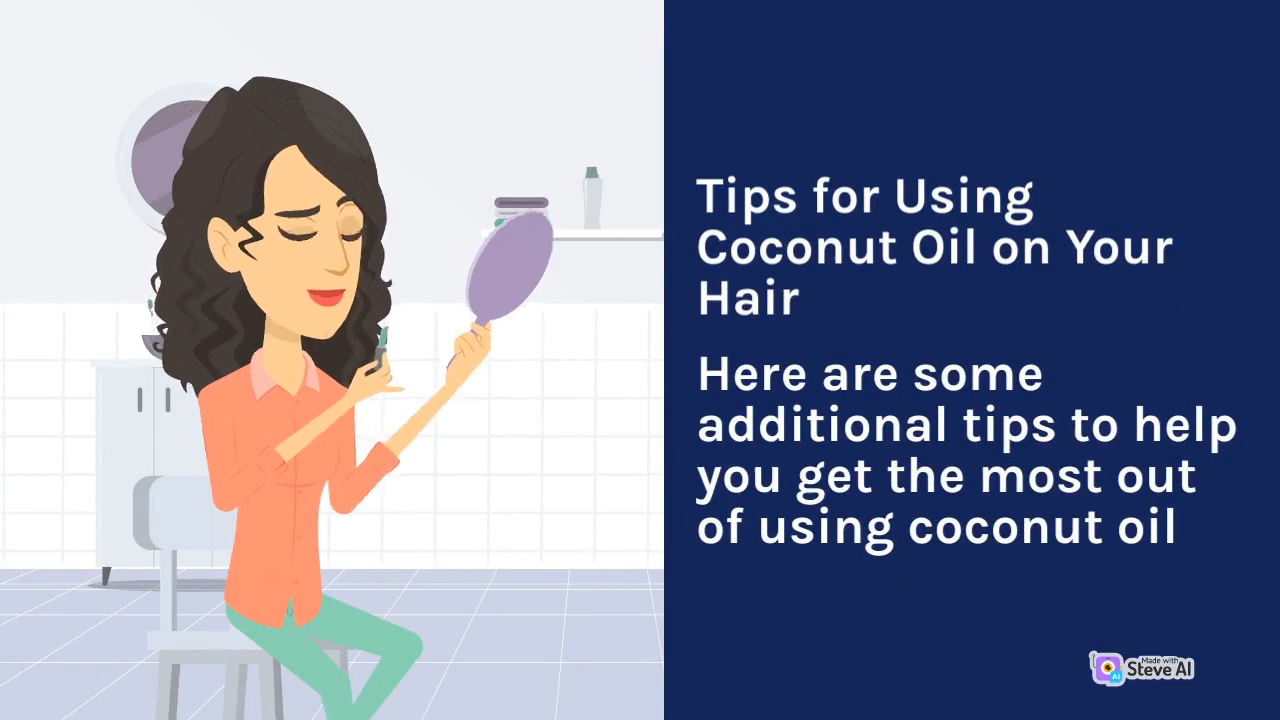 Tips for Using
Coconut Oil on Your
Hair
Here are some
additional tips to help
you get the most out
of using coconut oil
Made with
Steve AI
AI